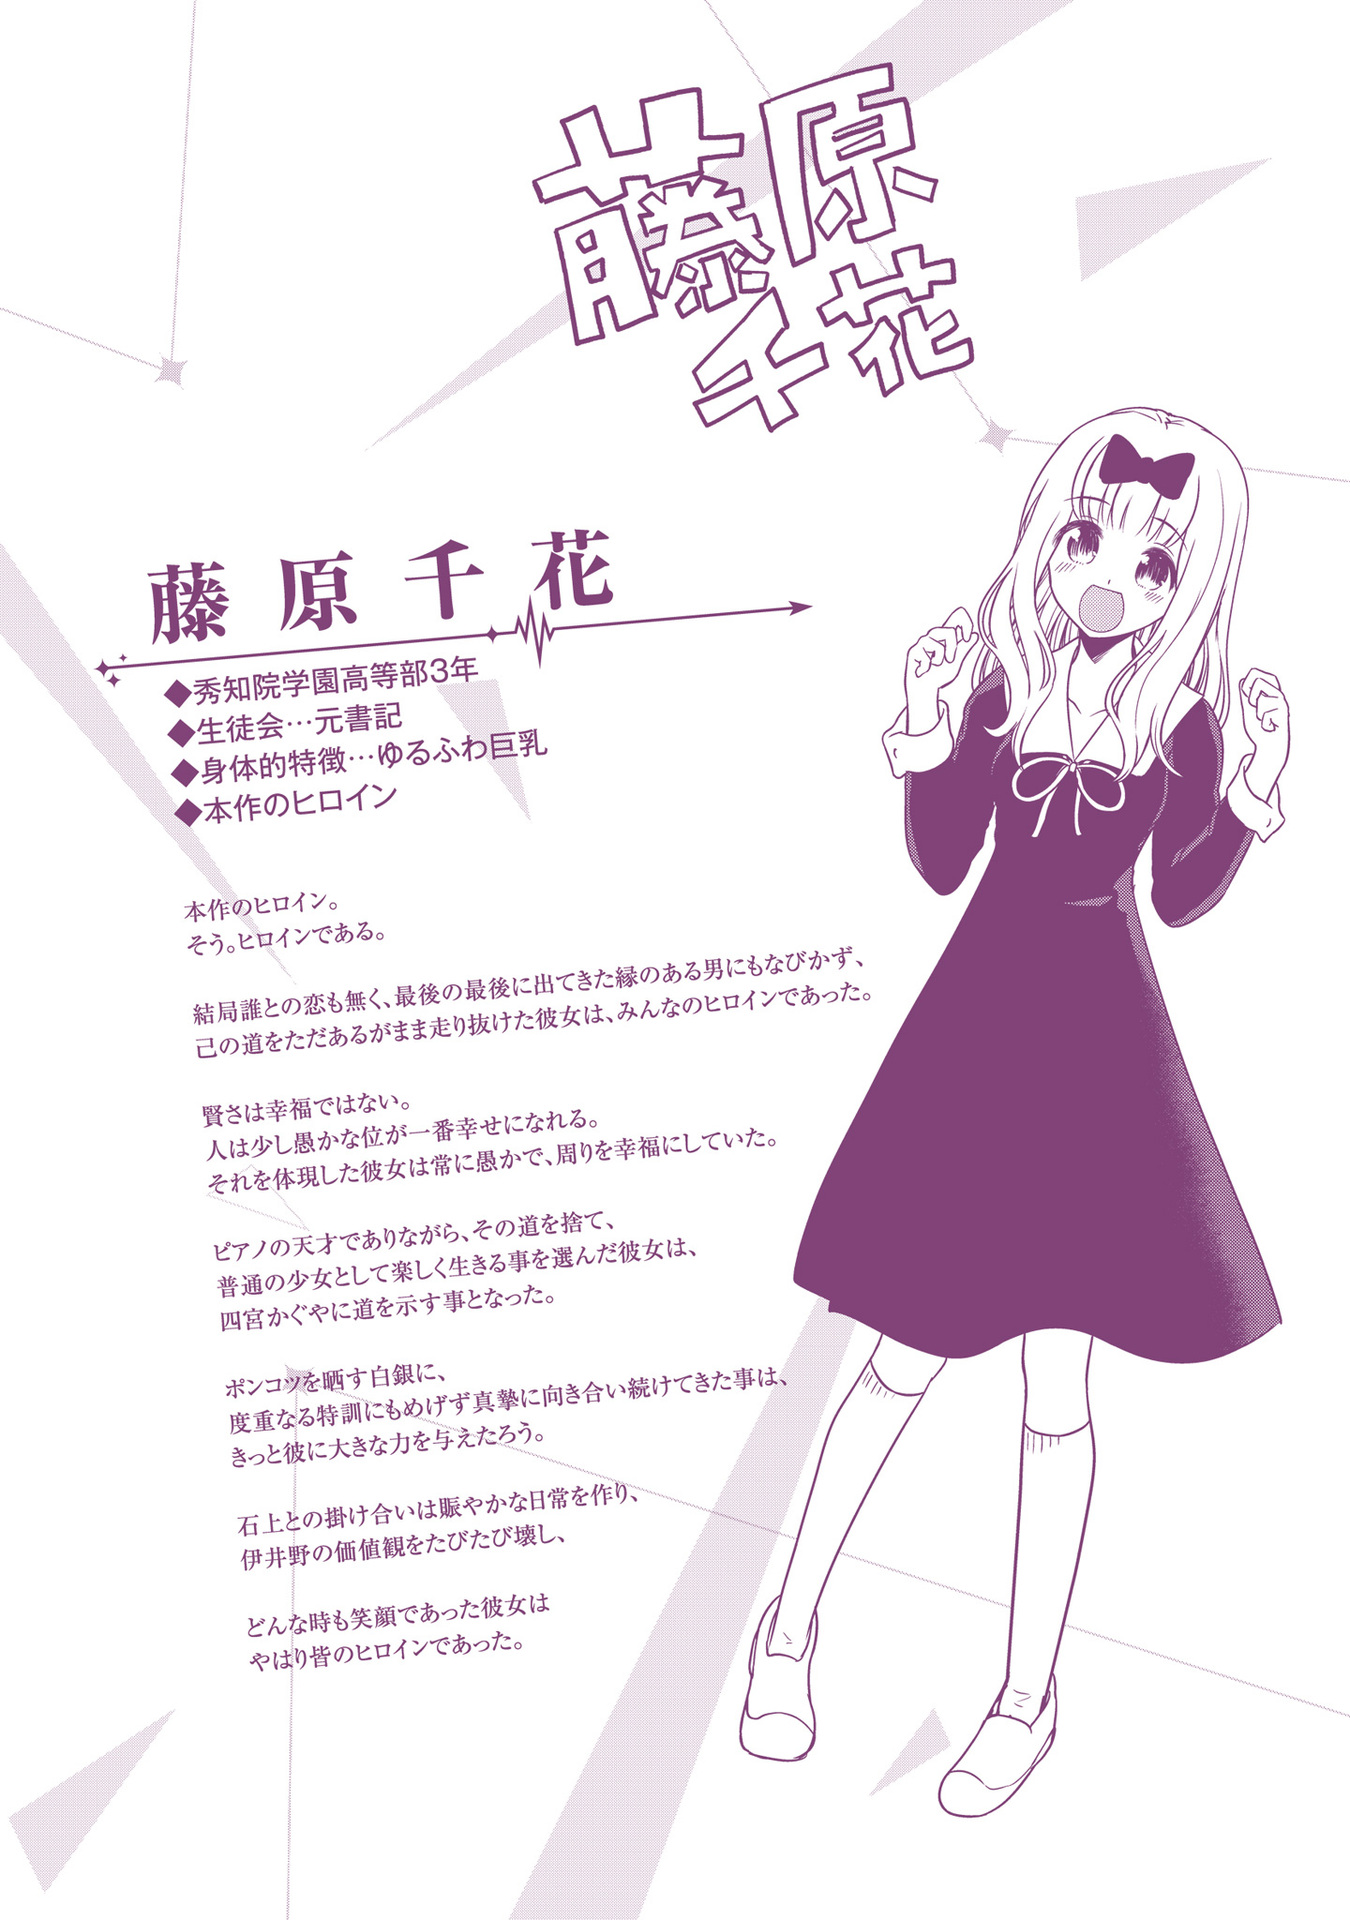 藤原
千花
藤原千花
◆秀知院学園高等部3年
◆生徒会…元書記
◆身体的特徴…ゆるふわ巨乳
◆本作のヒロイン
本作のヒロイン。
そう。ヒロインである。
結局誰との恋も無く、最後の最後に出てきた縁のある男にもなびかず、
己の道をただあるがまま走り抜けた彼女は、みんなのヒロインであった。
賢さは幸福ではない。
人は少し愚かな位が一番幸せになれる。
それを体現した彼女は常に愚かで、周りを幸福にしていた。
ピアノの天才でありながら、その道を捨て、
普通の少女として楽しく生きる事を選んだ彼女は、
四宮かぐやに道を示す事となった。
ポンコツを晒す白銀に、
度重なる特訓にもめげず真摯に向き合い続けてきた事は、
きっと彼に大きな力を与えたろう。
石上との掛け合いは賑やかな日常を作り、
伊井野の価値観をたびたび壊し、
どんな時も笑顔であった彼女は
やはり皆のヒロインであった。